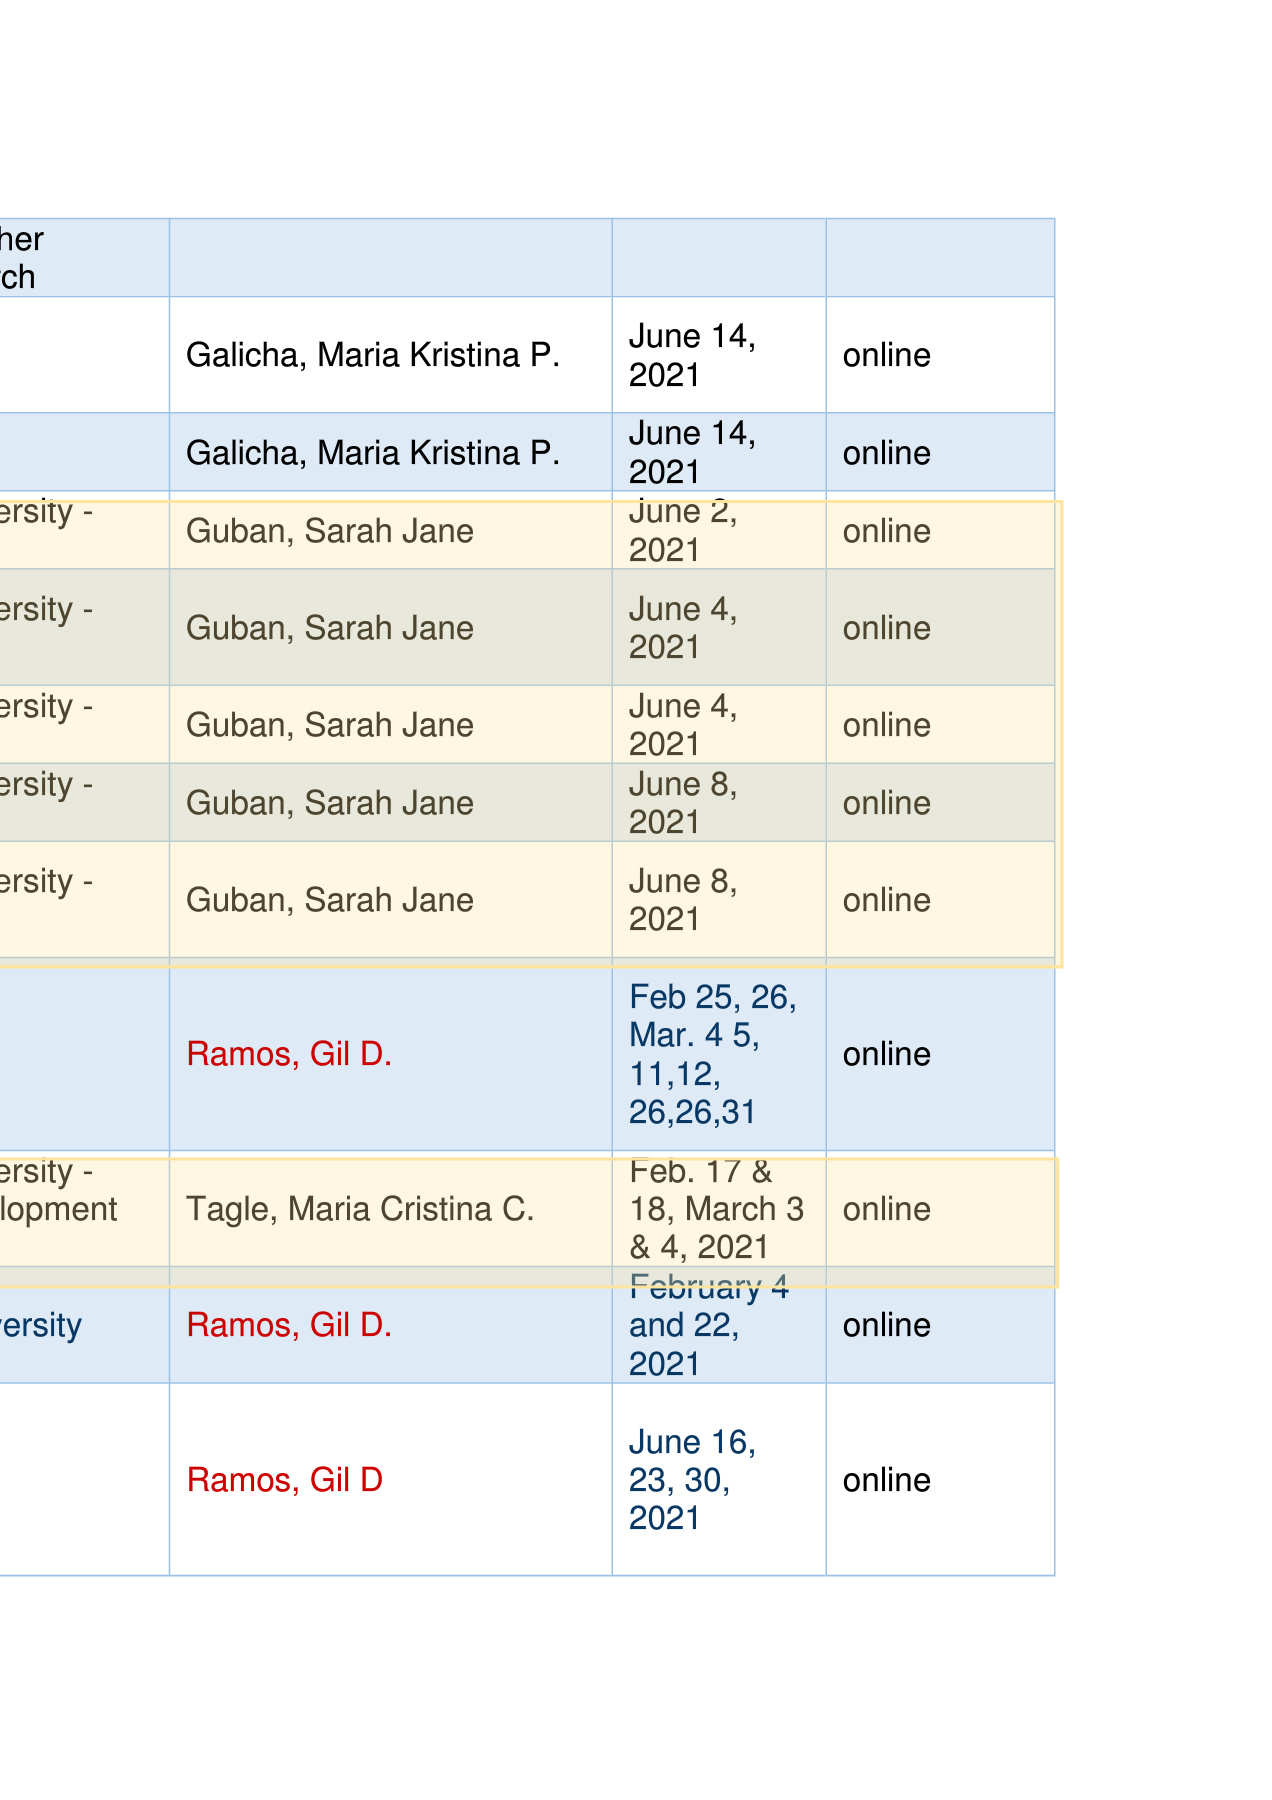 her
rch
Galicha, Maria Kristina P.
June 14,
2021
online
Galicha, Maria Kristina P.
June 14,
2021
online
ersity -
Guban, Sarah Jane
June 2,
2021
online
ersity -
Guban, Sarah Jane
June 4,
2021
online
ersity -
Guban, Sarah Jane
June 4,
2021
online
ersity -
Guban, Sarah Jane
June 8,
2021
online
ersity -
Guban, Sarah Jane
June 8,
2021
online
Ramos, Gil D.
Feb 25, 26,
Mar. 4 5,
11,12,
26,26,31
online
ersity -
lopment
Tagle, Maria Cristina C.
Feb. 17 &
18, March 3
& 4, 2021
online
versity
Ramos, Gil D.
February 4
and 22,
2021
online
Ramos, Gil D
June 16,
23, 30,
2021
online